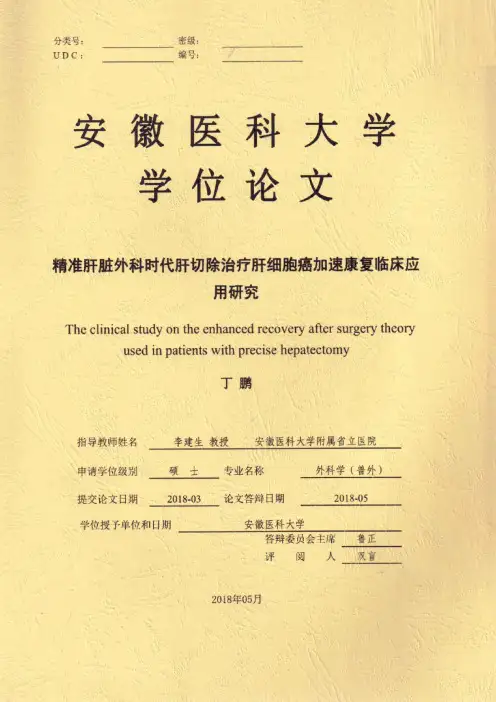 分类号： 密级：
UDC： 编号：
安徽医科大学
学位论文
精准肝脏外科时代肝切除治疗肝细胞癌加速康复临床应
用研究
The clinical study on the enhanced recovery after surgery theory
used in patients with precise hepatectomy
丁 鹏
指导教师姓名 李建生 教授 安徽医科大学附属省立医院
申请学位级别 硕 士 专业名称 外科学（普外）
提交论文日期 2018-03 论文答辩日期 2018-05
学位授予单位和日期 安徽医科大学
答辩委员会主席 鲁正
评 阅 人
2018年05月